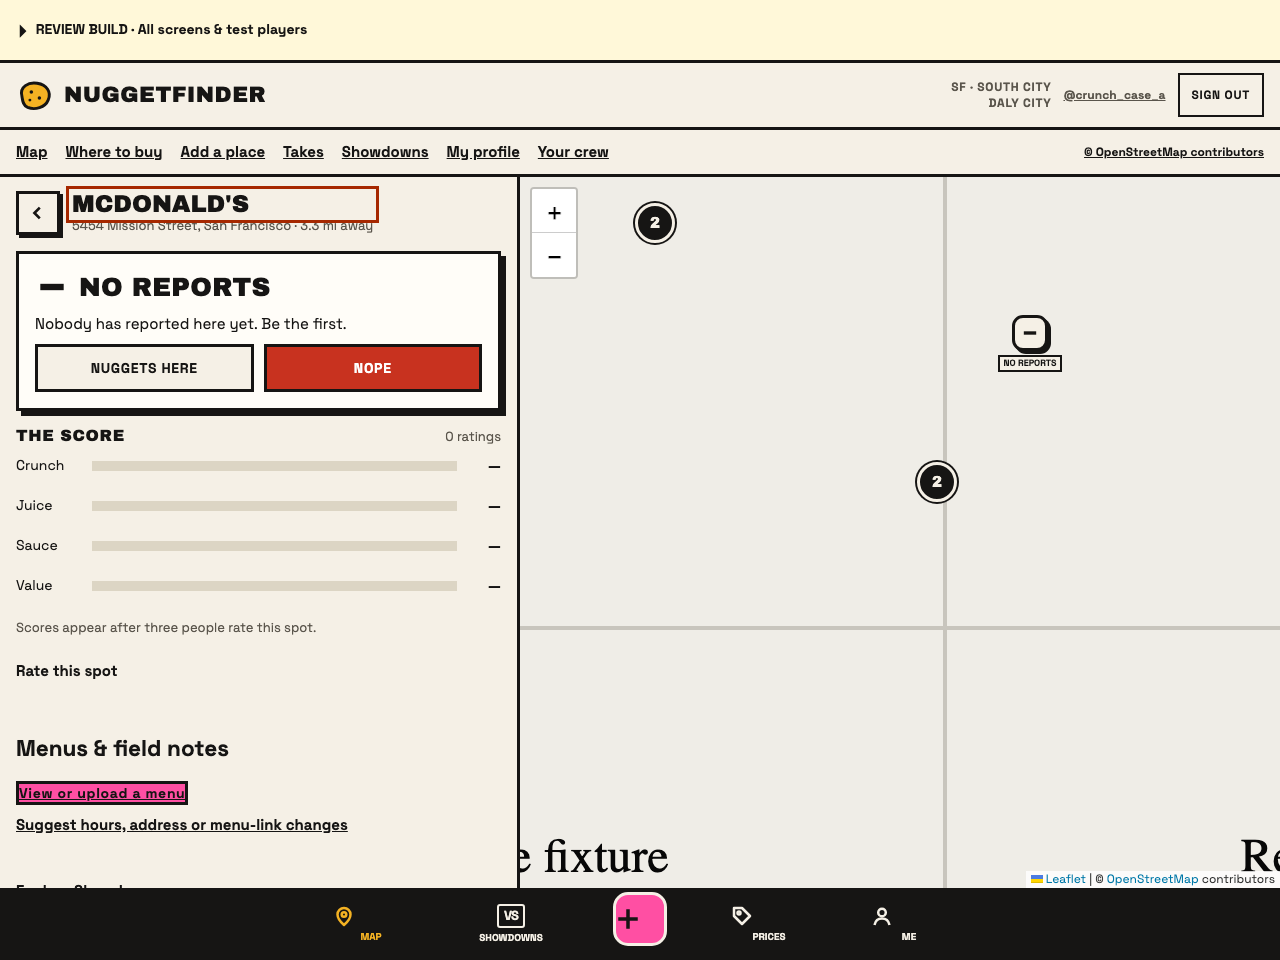 REVIEW BUILD · All screens & test players
NUGGETFINDER
SF · SOUTH CITY
DALY CITY
@crunch_case_a
SIGN OUT
Map
Where to buy
Add a place
Takes
Showdowns
My profile
Your crew
© OpenStreetMap contributors
MCDONALD'S
5454 Mission Street, San Francisco · 3.3 mi away
— NO REPORTS
Nobody has reported here yet. Be the first.
NUGGETS HERE
NOPE
THE SCORE
0 ratings
Crunch —
Juice —
Sauce —
Value —
Scores appear after three people rate this spot.
Rate this spot
Menus & field notes
View or upload a menu
Suggest hours, address or menu-link changes
+
−
2
NO REPORTS
2
e fixture
Re
Leaflet | © OpenStreetMap contributors
MAP
VS
SHOWDOWNS
+
PRICES
ME